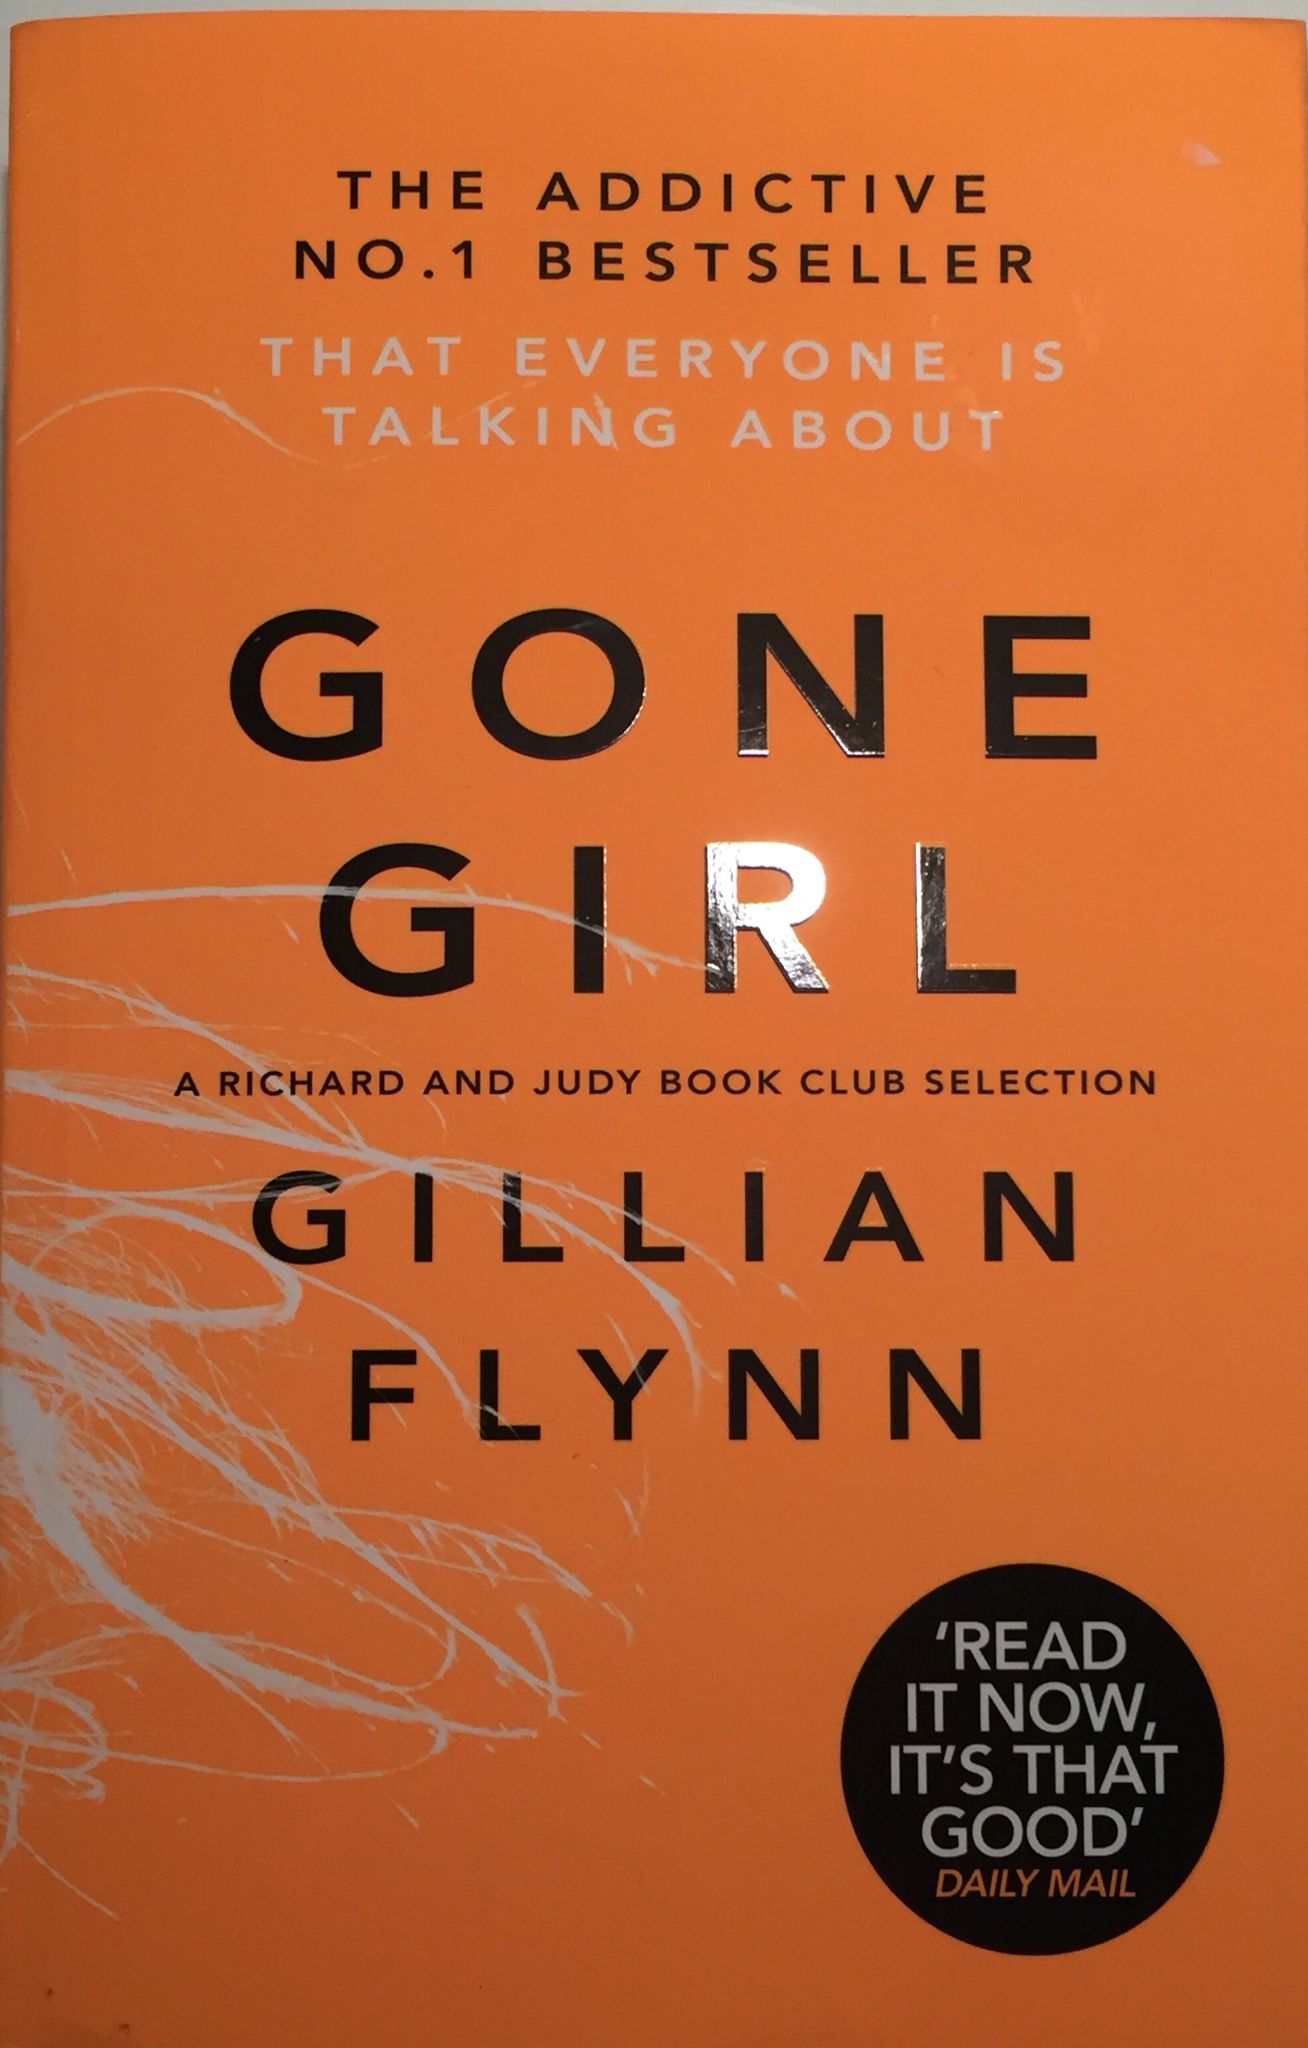 THE ADDICTIVE
NO.1 BESTSELLER
THAT EVERYONE IS
TALKING ABOUT
GONE
GIRL
A RICHARD AND JUDY BOOK CLUB SELECTION
GILLIAN
FLYNN
‘READ
IT NOW,
IT'S THAT
GOOD’
DAILY MAIL